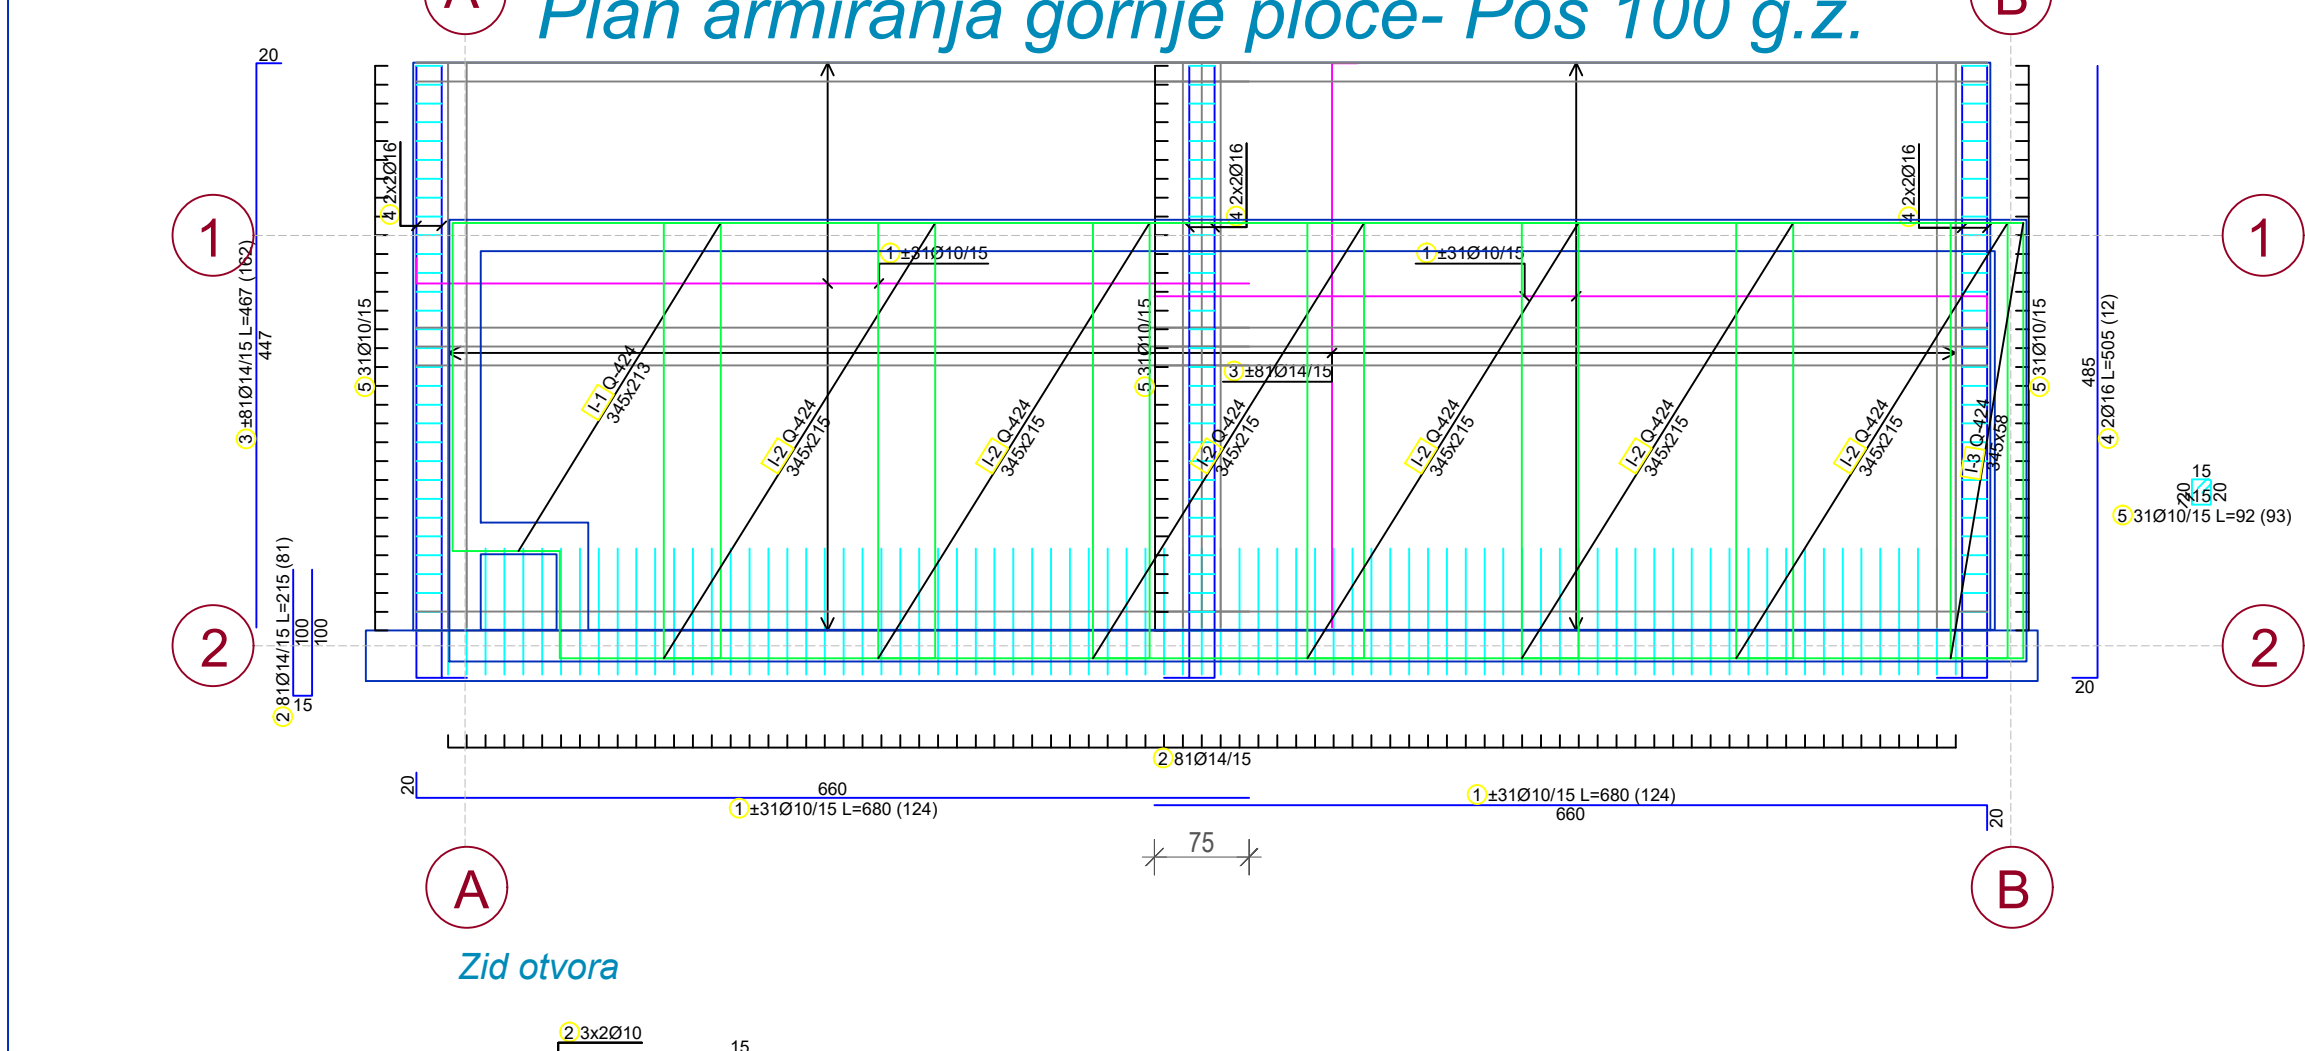 A
B
Plan armiranja gornje ploče- Pos 100 g.z.
20
④ 2x2Ø16
④ 2x2Ø16
④ 2x2Ø16
1
1
① ±31Ø10/15
① ±31Ø10/15
③ ±81Ø14/15 L=467 (162)
447
⑤ 31Ø10/15
⑤ 31Ø10/15
⑤ 31Ø10/15
③ ±81Ø14/15
I-1 Q-424
345x213
I-2 Q-424
345x215
I-2 Q-424
345x215
I-2 Q-424
345x215
I-2 Q-424
345x215
I-2 Q-424
345x215
I-2 Q-424
345x215
I-3 Q-424
345x58
485
④ 2Ø16 L=505 (12)
20
15
20
15
20
⑤ 31Ø10/15 L=92 (93)
② 81Ø14/15 L=215 (81)
100
100
15
2
2
② 81Ø14/15
20
660
① ±31Ø10/15 L=680 (124)
① ±31Ø10/15 L=680 (124)
660
20
75
A
B
Zid otvora
② 3x2Ø10
15